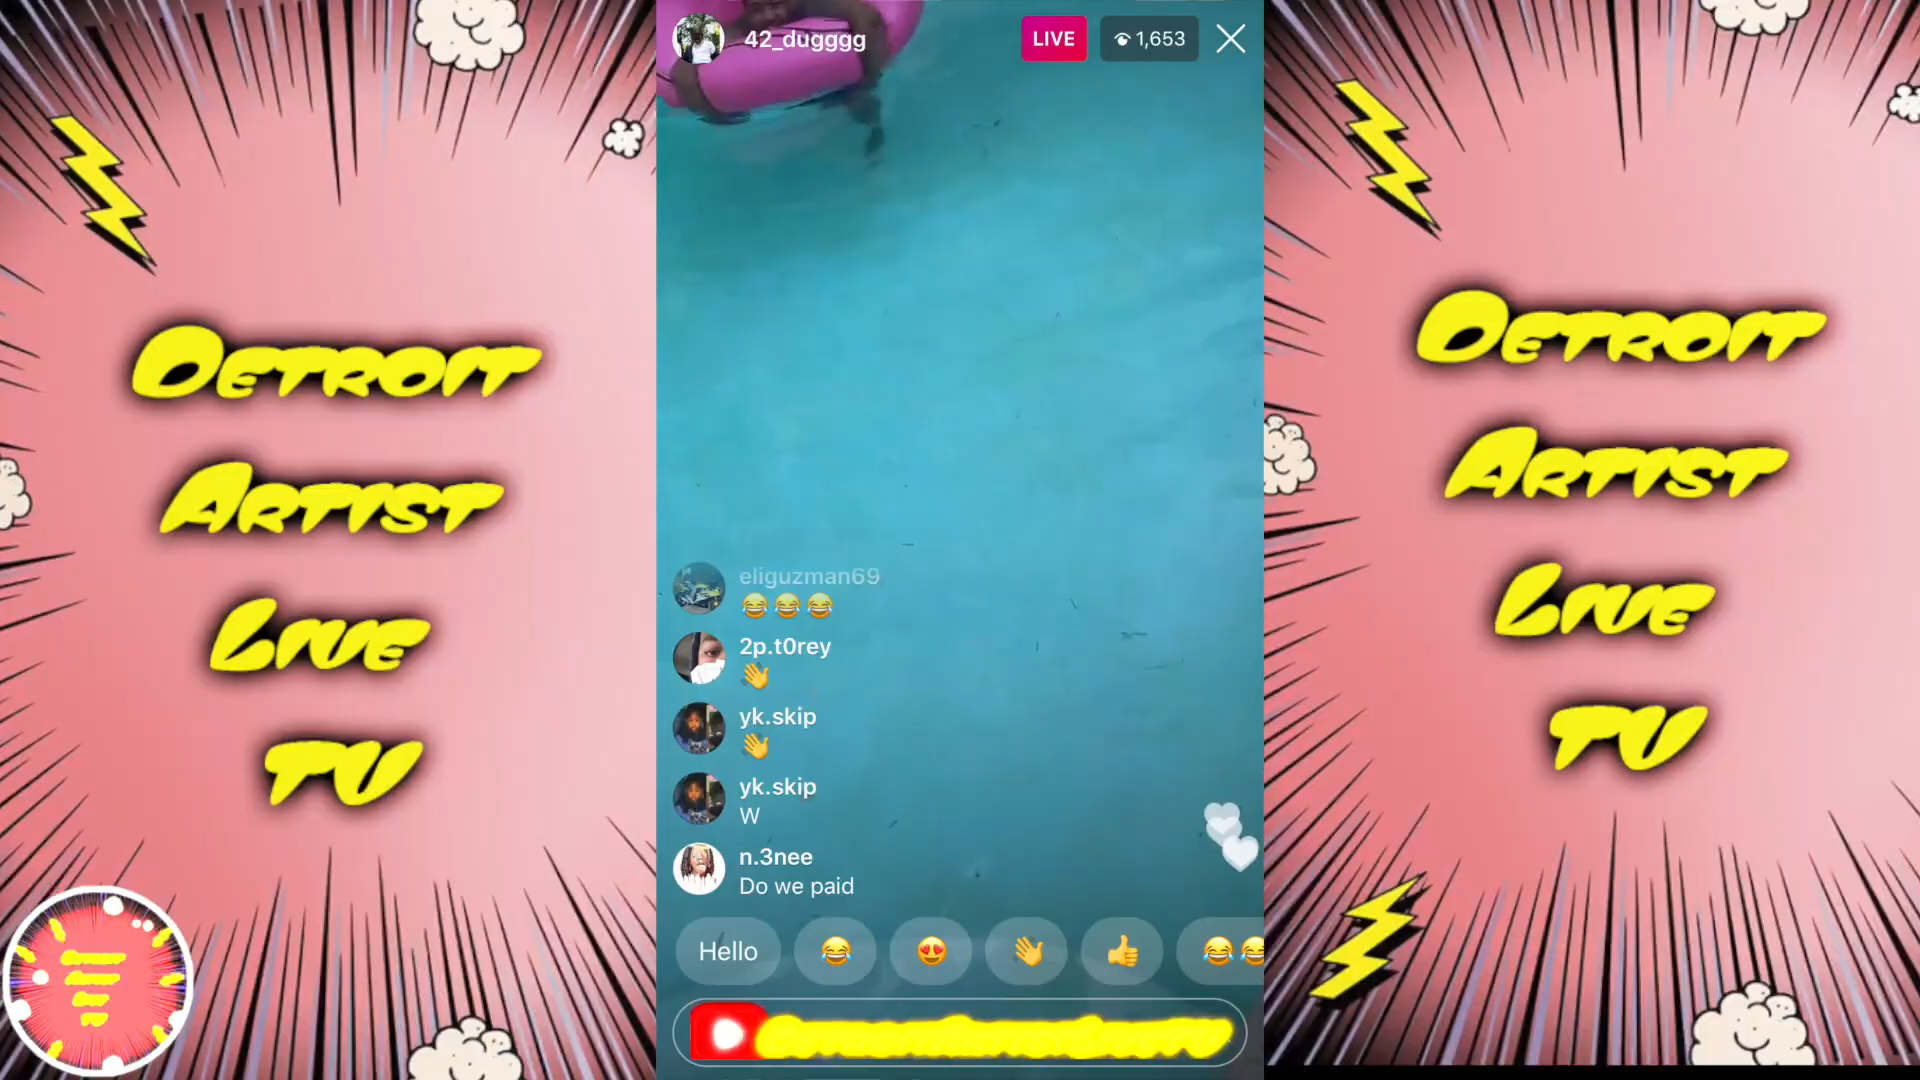 Detroit
Artist
Live
TV
42_dugggg
LIVE
1,653
eliguzman69
😂😂😂
2p.t0rey
👋
yk.skip
👋
yk.skip
W
n.3nee
Do we paid
Hello
😂
😍
👋
👍
😂😂
Detroit
Artist
Live
TV